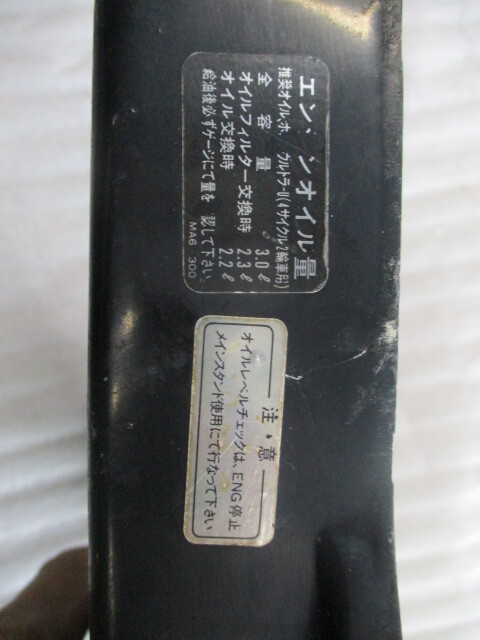 エン シオイル量
推奨オイル、ホ ウルトラーU(4サイクル2輪車用)
全容量 3.0ℓ
オイルフィルター交換時 2.3ℓ
オイル交換時 2.2ℓ
給油後必ずゲージにて量を 認して下さい
MA6 300
注意
オイルレベルチェックは、ENG停止
メインスタンド使用にて行なって下さい